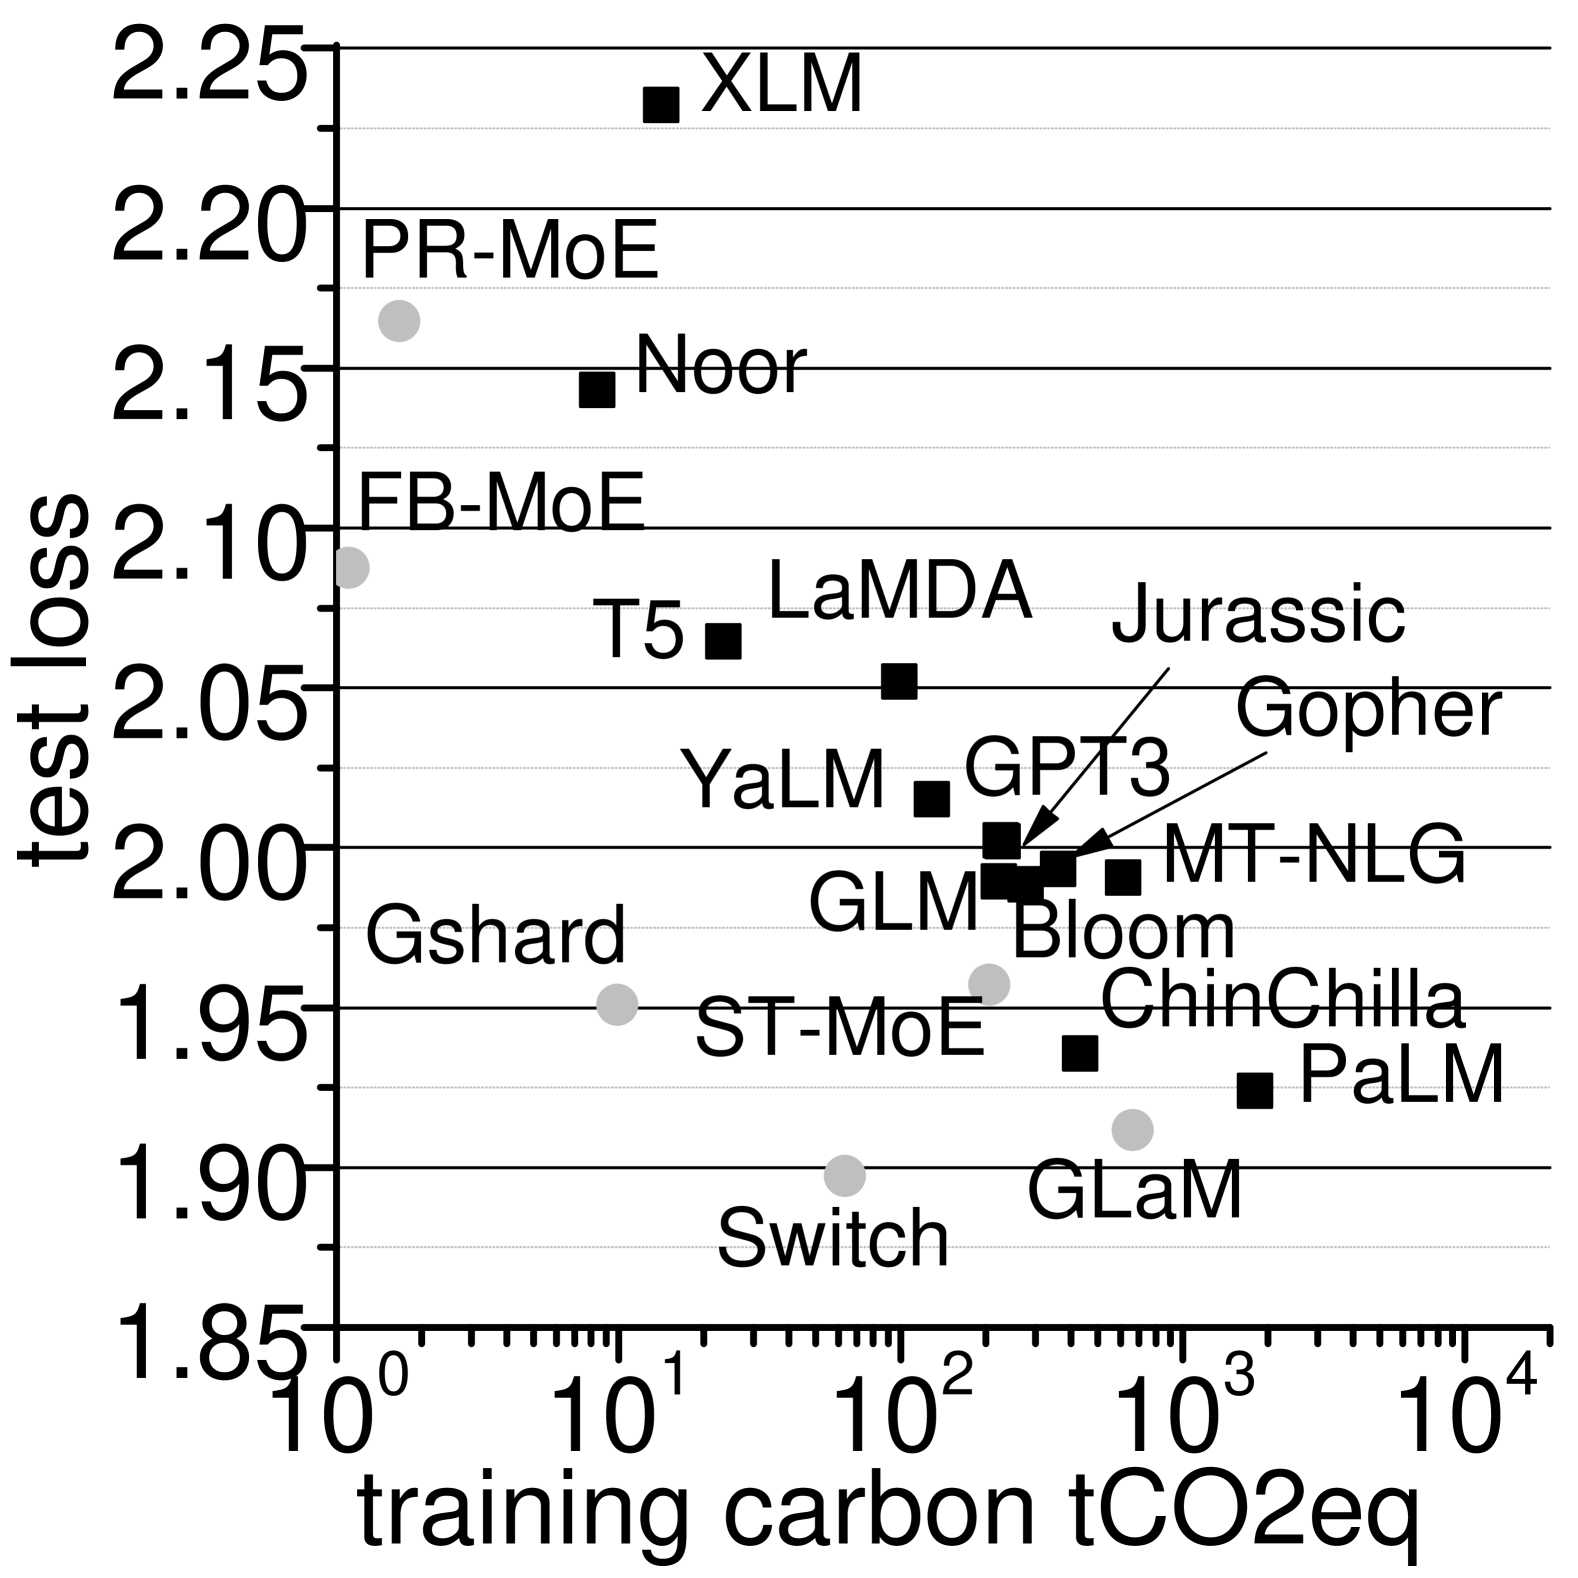 2.25
XLM
2.20
PR-MoE
2.15
Noor
FB-MoE
2.10
LaMDA
Jurassic
T5
2.05
Gopher
YaLM
GPT3
2.00
MT-NLG
GLM
Bloom
Gshard
1.95
ST-MoE
ChinChilla
PaLM
1.90
GLaM
Switch
1.85
test loss
10^0
10^1
10^2
10^3
10^4
training carbon tCO2eq